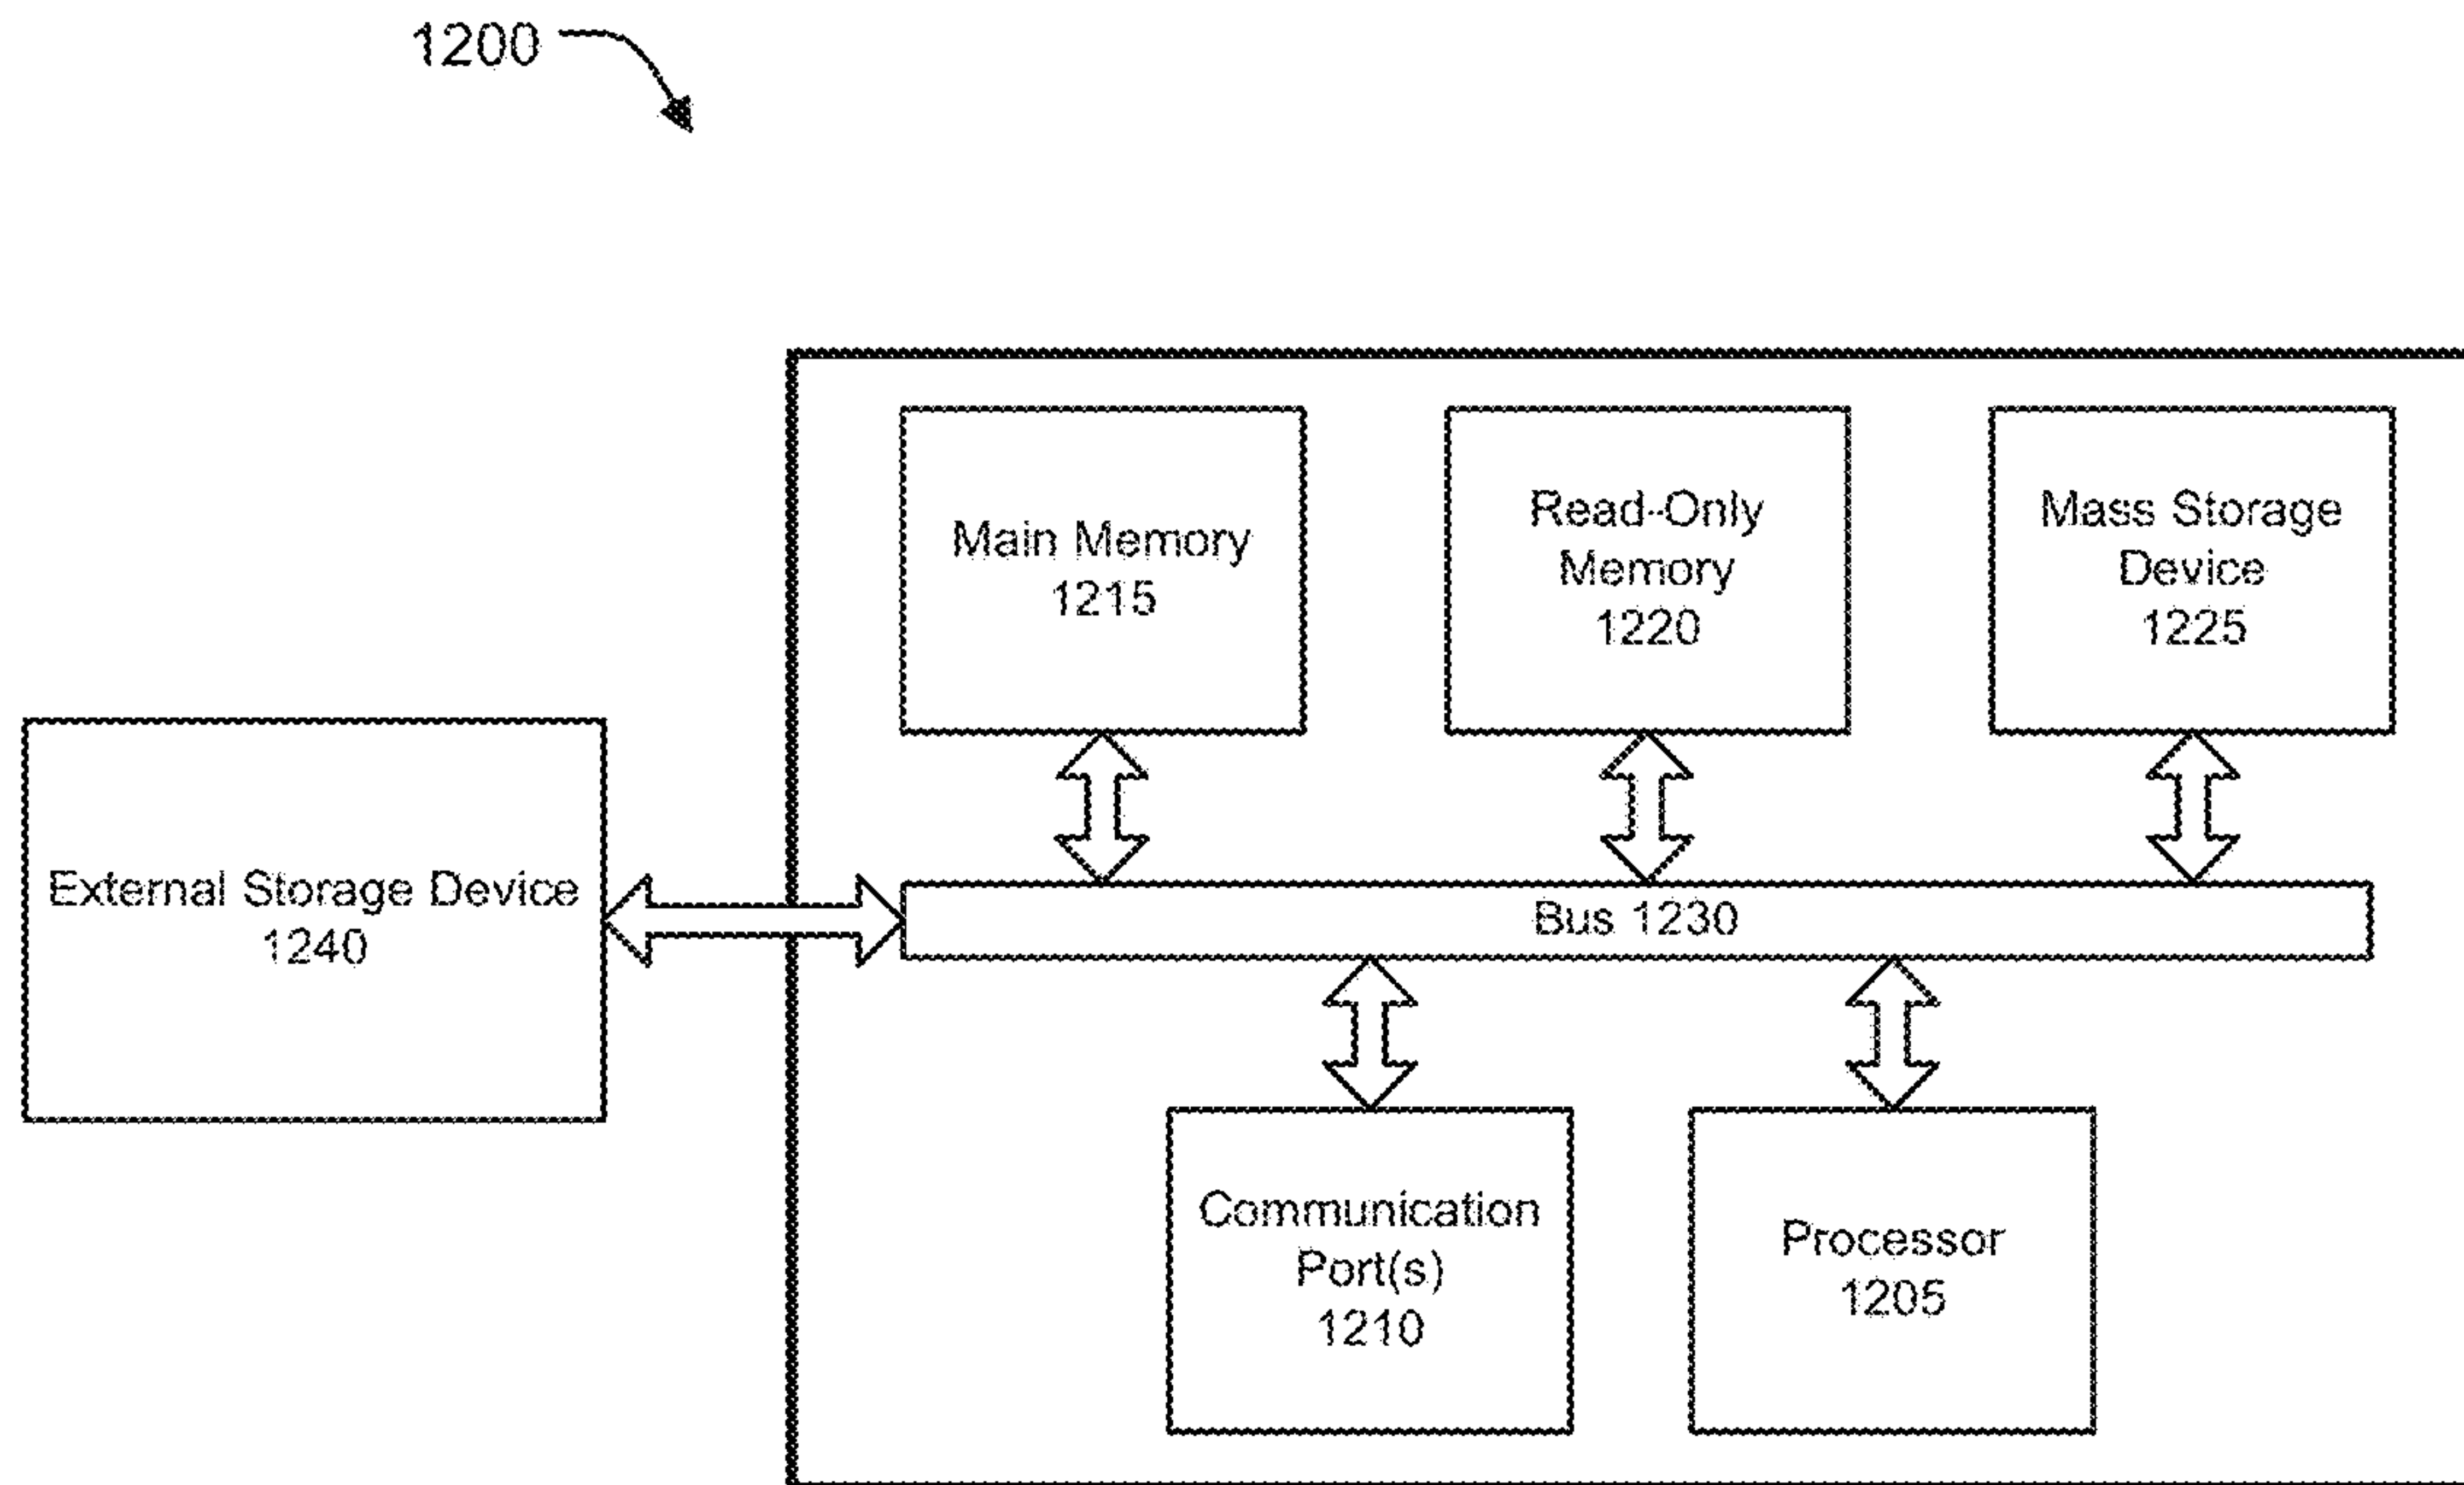 1200
Main Memory
1215
Read-Only
Memory
1220
Mass Storage
Device
1225
External Storage Device
1240
Bus 1230
Communication
Port(s)
1210
Processor
1205